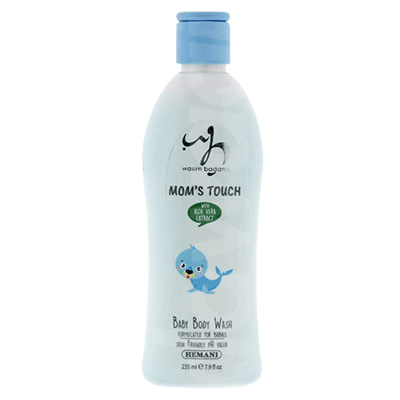 wasim badami
MOM'S TOUCH
WITH
ALOE VERA
EXTRACT
BABY BODY WASH
FORMULATED FOR BABIES
SKIN FRIENDLY pH VALUE
HEMANI
235 ml e 7.9 fl oz